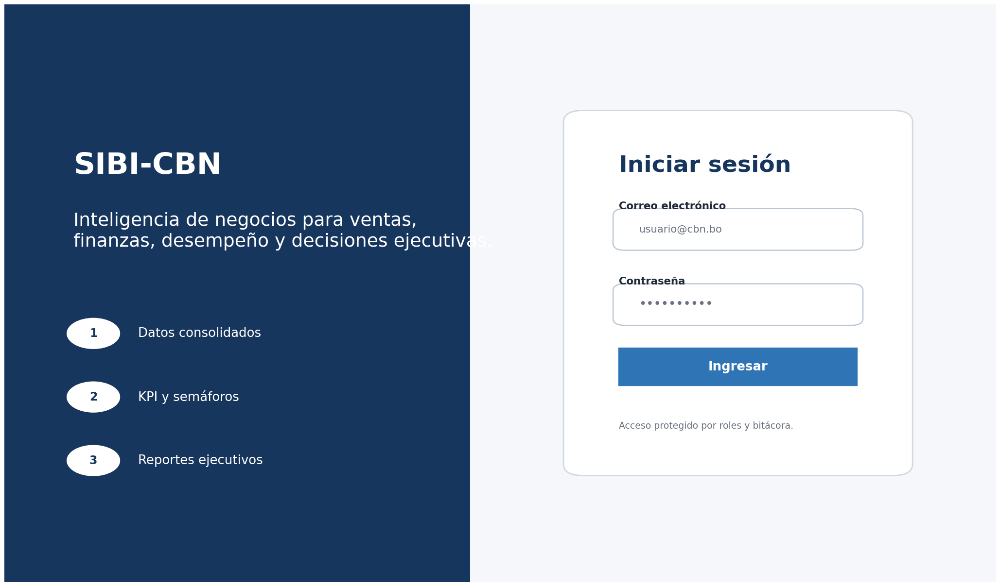 SIBI-CBN
Inteligencia de negocios para ventas,
finanzas, desempeño y decisiones ejecutivas.
1 Datos consolidados
2 KPI y semáforos
3 Reportes ejecutivos
Iniciar sesión
Correo electrónico
usuario@cbn.bo
Contraseña
••••••••••
Ingresar
Acceso protegido por roles y bitácora.